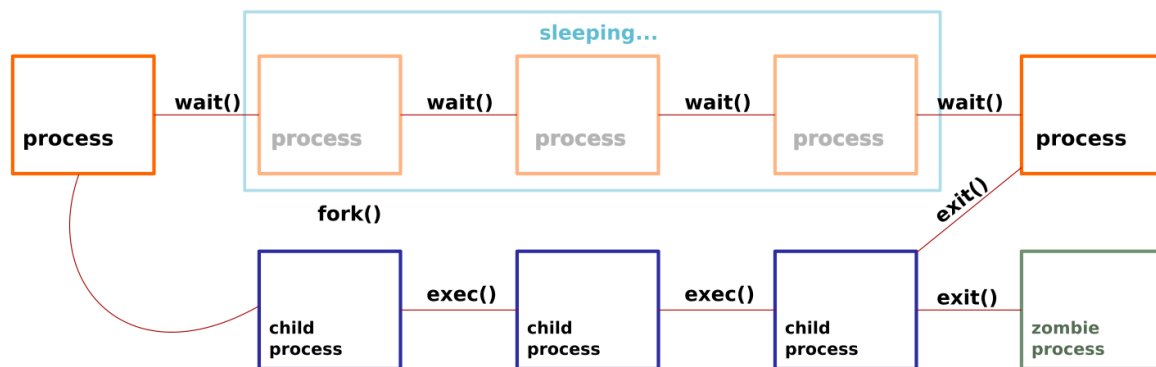 sleeping...
wait() wait() wait() wait()
process process process process process
fork()
exit()
exec() exec() exit()
child child child zombie
process process process process